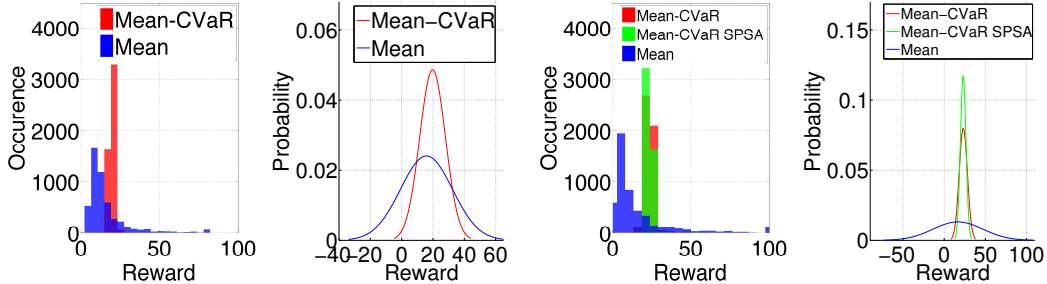 Mean-CVaR
Mean
Occurence
4000
3000
2000
1000
0
0
50
100
Reward
Mean-CVaR
Mean
Probability
0.06
0.04
0.02
0
-40
-20
0
20
40
60
Reward
Mean-CVaR
Mean-CVaR SPSA
Mean
Occurence
4000
3000
2000
1000
0
0
50
100
Reward
Mean-CVaR
Mean-CVaR SPSA
Mean
Probability
0.15
0.1
0.05
0
-50
0
50
100
Reward